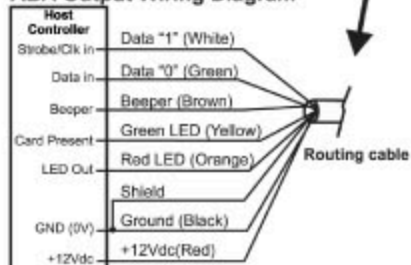 Output Wiring Diagram
Host
Controller
Strobe/Clk in
Data "1" (White)
Data in
Data "0" (Green)
Beeper
Beeper (Brown)
Card Present
Green LED (Yellow)
LED Out
Red LED (Orange)
Routing cable
Shield
GND (0V)
Ground (Black)
+12Vdc
+12Vdc(Red)